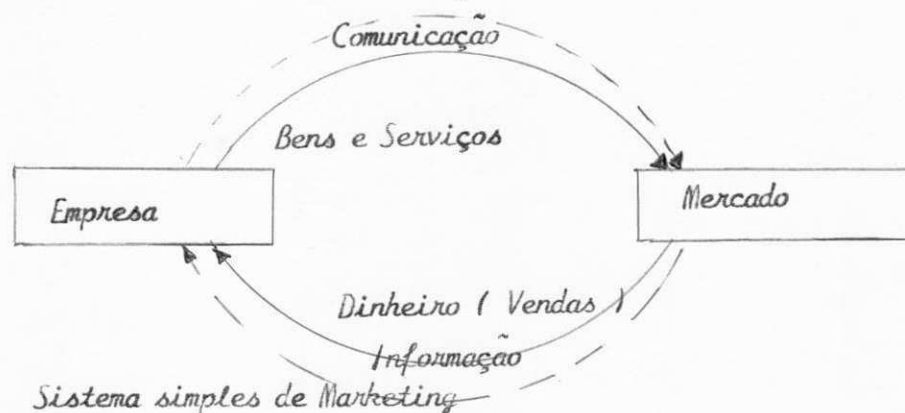 Comunicação
Bens e Serviços
Empresa
Mercado
Dinheiro ( Vendas )
Informação
Sistema simples de Marketing